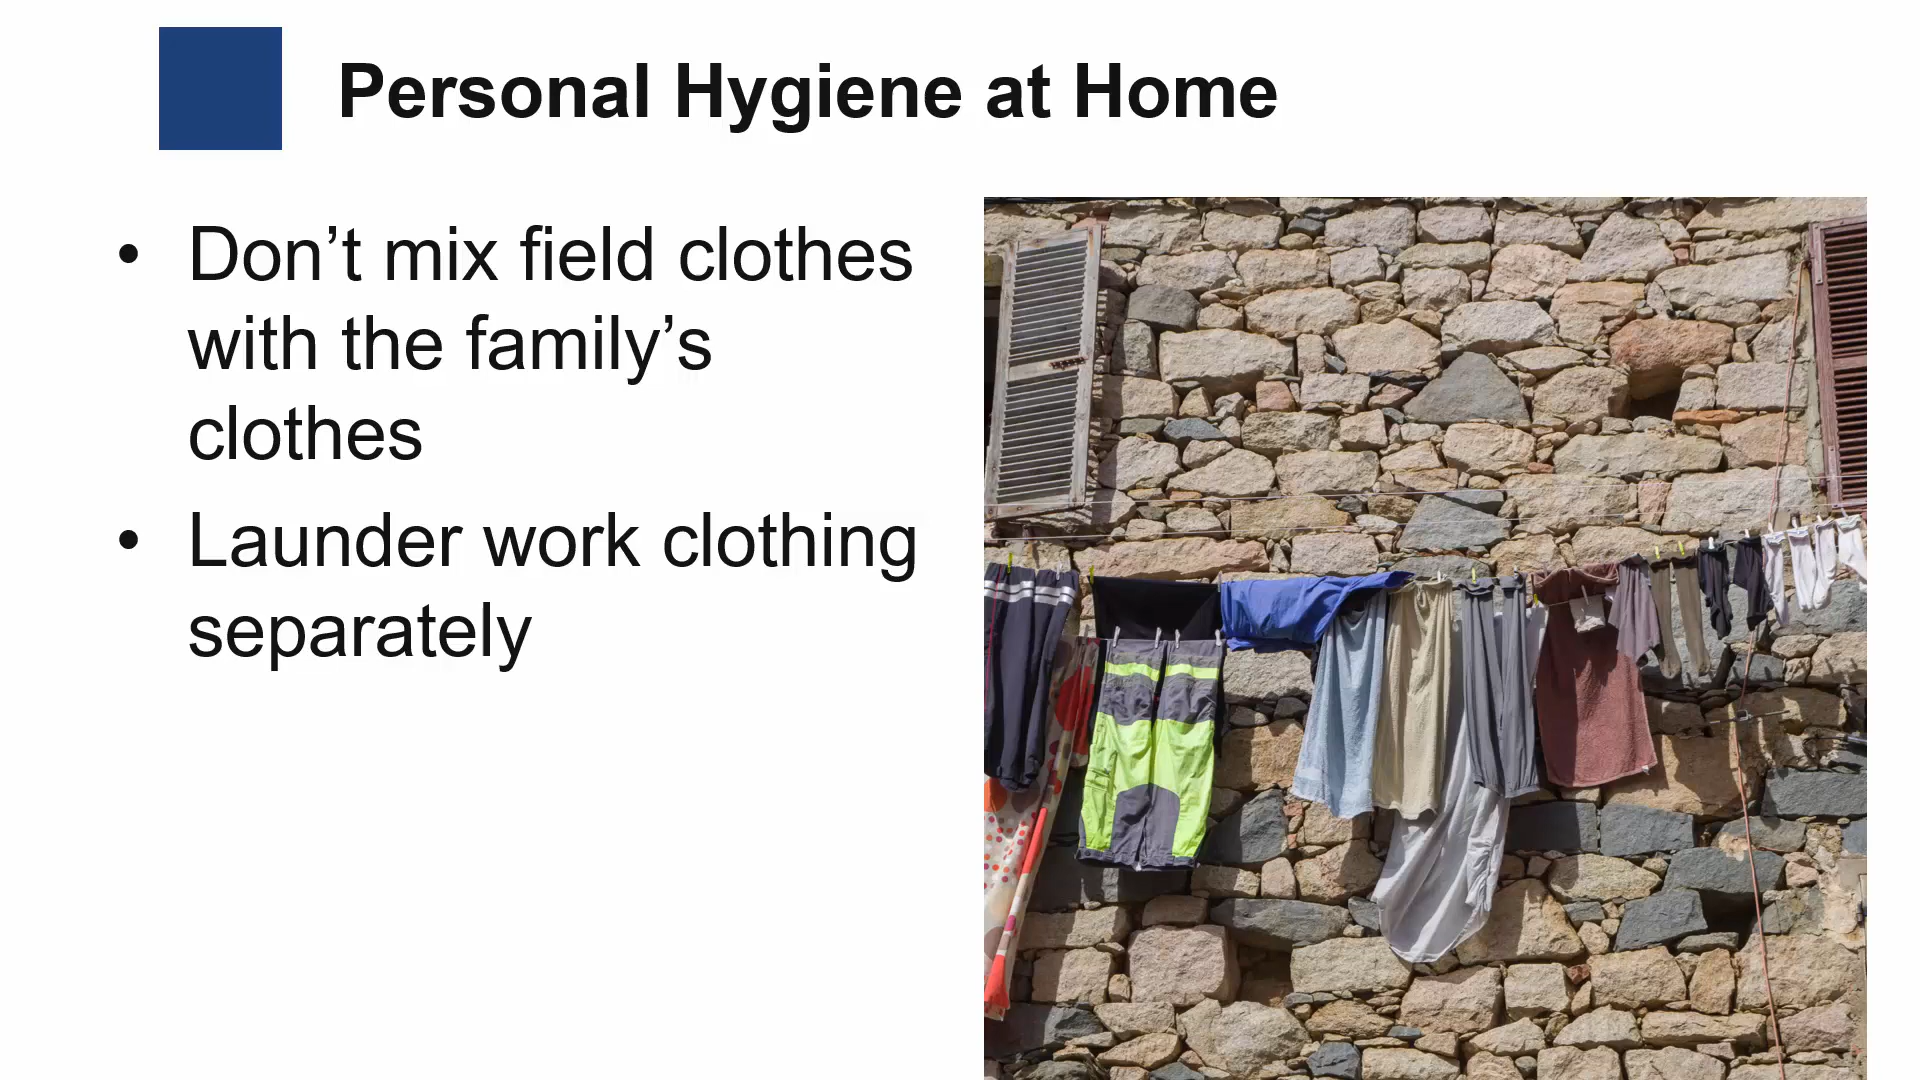 Personal Hygiene at Home
• Don’t mix field clothes
with the family’s
clothes
• Launder work clothing
separately